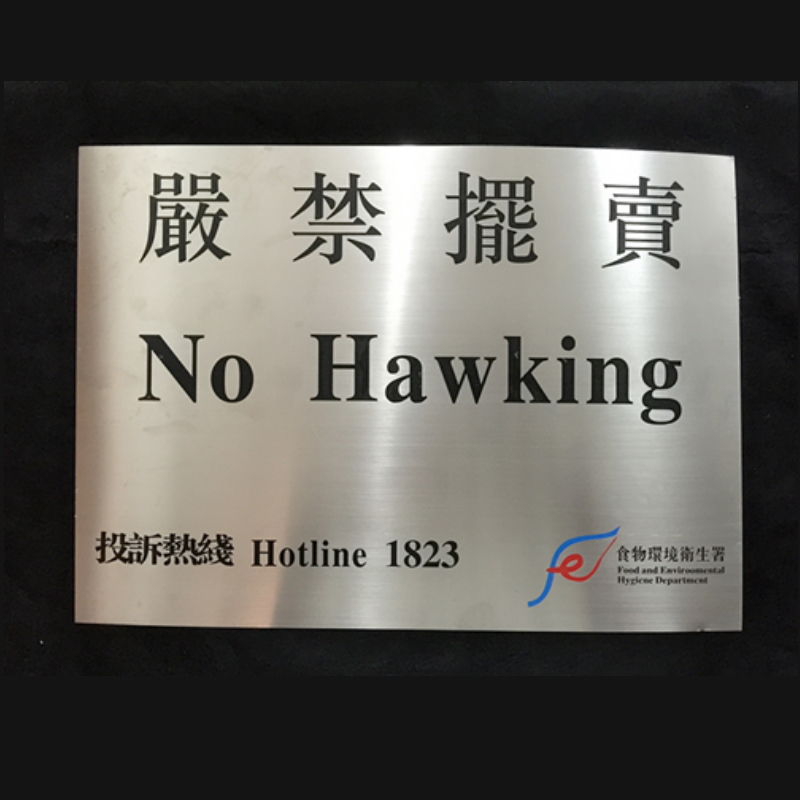 嚴禁擺賣
No Hawking
投訴熱綫 Hotline 1823
食物環境衞生署
Food and Environmental
Hygiene Department